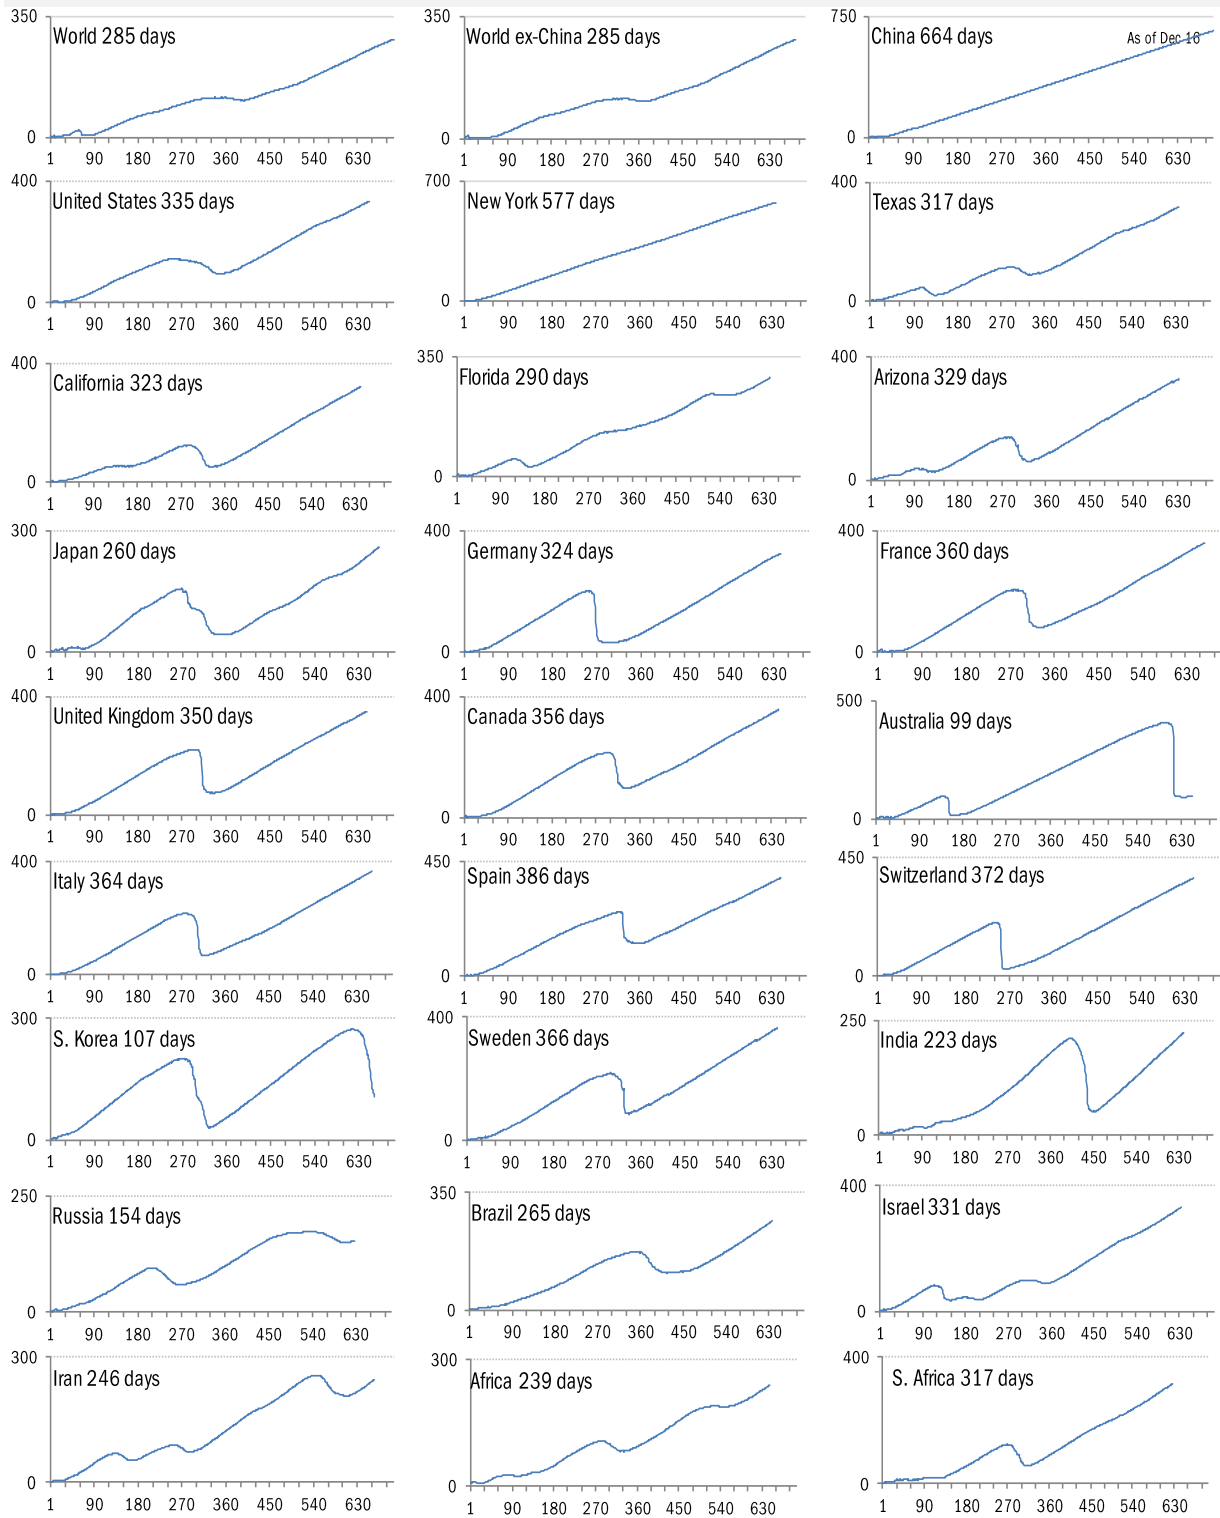 350 350 750
World 285 days World ex-China 285 days China 664 days As of Dec 16
0 0 0
1 90 180 270 360 450 540 630 1 90 180 270 360 450 540 630 1 90 180 270 360 450 540 630
400 700 400
United States 335 days New York 577 days Texas 317 days
0 0 0
1 90 180 270 360 450 540 630 1 90 180 270 360 450 540 630 1 90 180 270 360 450 540 630
400 350 400
California 323 days Florida 290 days Arizona 329 days
0 0 0
1 90 180 270 360 450 540 630 1 90 180 270 360 450 540 630 1 90 180 270 360 450 540 630
300 400 400
Japan 260 days Germany 324 days France 360 days
0 0 0
1 90 180 270 360 450 540 630 1 90 180 270 360 450 540 630 1 90 180 270 360 450 540 630
400 400 500
United Kingdom 350 days Canada 356 days Australia 99 days
0 0 0
1 90 180 270 360 450 540 630 1 90 180 270 360 450 540 630 1 90 180 270 360 450 540 630
400 450 450
Italy 364 days Spain 386 days Switzerland 372 days
0 0 0
1 90 180 270 360 450 540 630 1 90 180 270 360 450 540 630 1 90 180 270 360 450 540 630
300 400 250
S. Korea 107 days Sweden 366 days India 223 days
0 0 0
1 90 180 270 360 450 540 630 1 90 180 270 360 450 540 630 1 90 180 270 360 450 540 630
250 350 400
Russia 154 days Brazil 265 days Israel 331 days
0 0 0
1 90 180 270 360 450 540 630 1 90 180 270 360 450 540 630 1 90 180 270 360 450 540 630
300 300 400
Iran 246 days Africa 239 days S. Africa 317 days
0 0 0
1 90 180 270 360 450 540 630 1 90 180 270 360 450 540 630 1 90 180 270 360 450 540 630